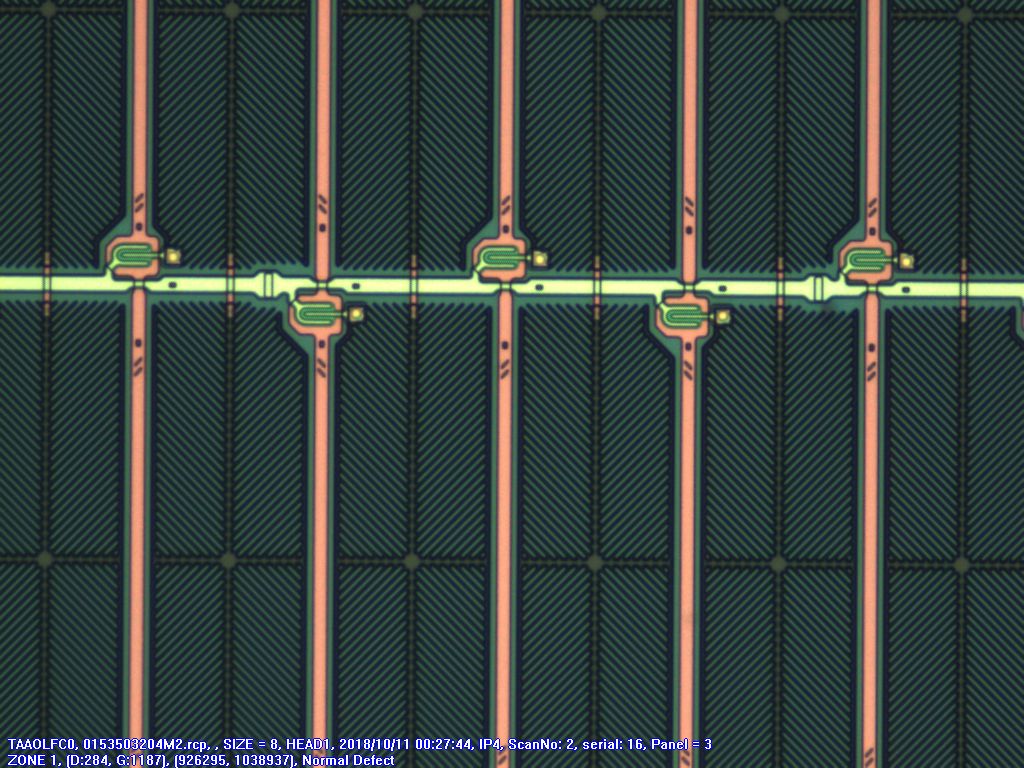 TAAOLFC0, 0153503204M2.rcp, , SIZE = 8, HEAD1, 2018/10/11 00:27:44, IP4, ScanNo: 2, serial: 16, Panel = 3
ZONE 1, (D:284, G:1187), (926295, 1038937), Normal Defect